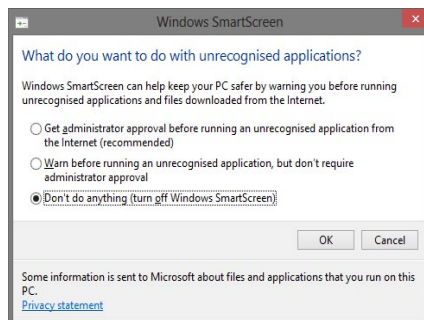 Windows SmartScreen
What do you want to do with unrecognised applications?
Windows SmartScreen can help keep your PC safer by warning you before running
unrecognised applications and files downloaded from the Internet.
Get administrator approval before running an unrecognised application from
the Internet (recommended)
Warn before running an unrecognised application, but don't require
administrator approval
Don't do anything (turn off Windows SmartScreen)
OK Cancel
Some information is sent to Microsoft about files and applications that you run on this
PC.
Privacy statement